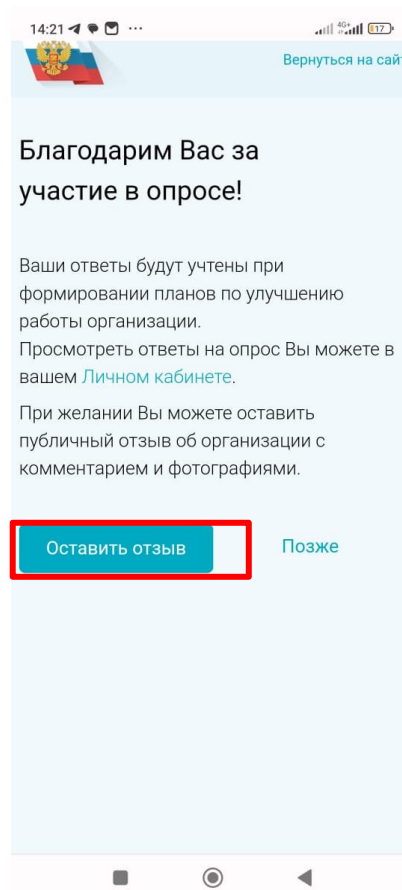 14:21 ... 4G+ 17
Вернуться на сай
Благодарим Вас за
участие в опросе!
Ваши ответы будут учтены при
формировании планов по улучшению
работы организации.
Просмотреть ответы на опрос Вы можете в
вашем Личном кабинете.
При желании Вы можете оставить
публичный отзыв об организации с
комментарием и фотографиями.
Оставить отзыв Позже